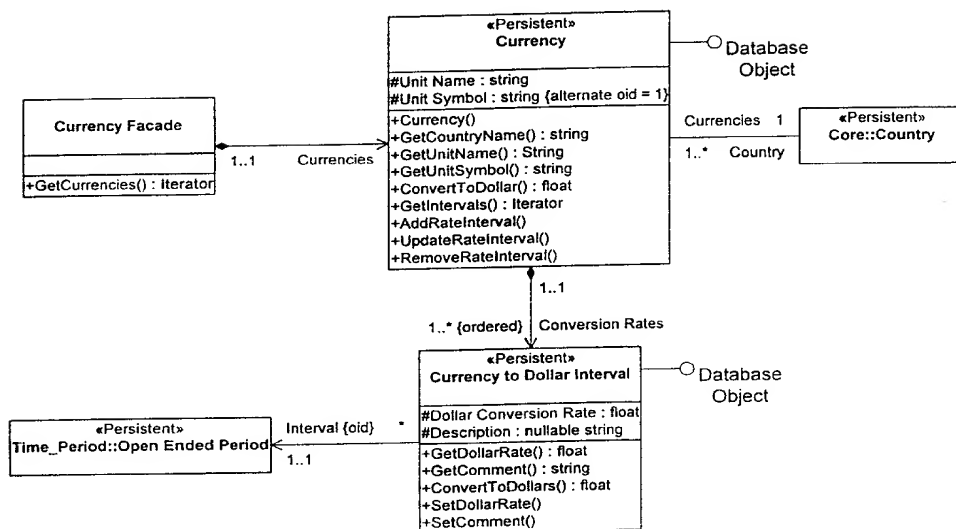 «Persistent»
Currency
#Unit Name : string
#Unit Symbol : string {alternate oid = 1}
+Currency()
+GetCountryName() : string
+GetUnitName() : String
+GetUnitSymbol() : string
+ConvertToDollar() : float
+GetIntervals() : Iterator
+AddRateInterval()
+UpdateRateInterval()
+RemoveRateInterval()
Database
Object
Currency Facade
+GetCurrencies() : Iterator
1..1 Currencies
Currencies 1
1..* Country
«Persistent»
Core::Country
1..1
1..* {ordered} Conversion Rates
«Persistent»
Currency to Dollar Interval
#Dollar Conversion Rate : float
#Description : nullable string
+GetDollarRate() : float
+GetComment() : string
+ConvertToDollars() : float
+SetDollarRate()
+SetComment()
Database
Object
«Persistent»
Time_Period::Open Ended Period
Interval {oid} *
1..1